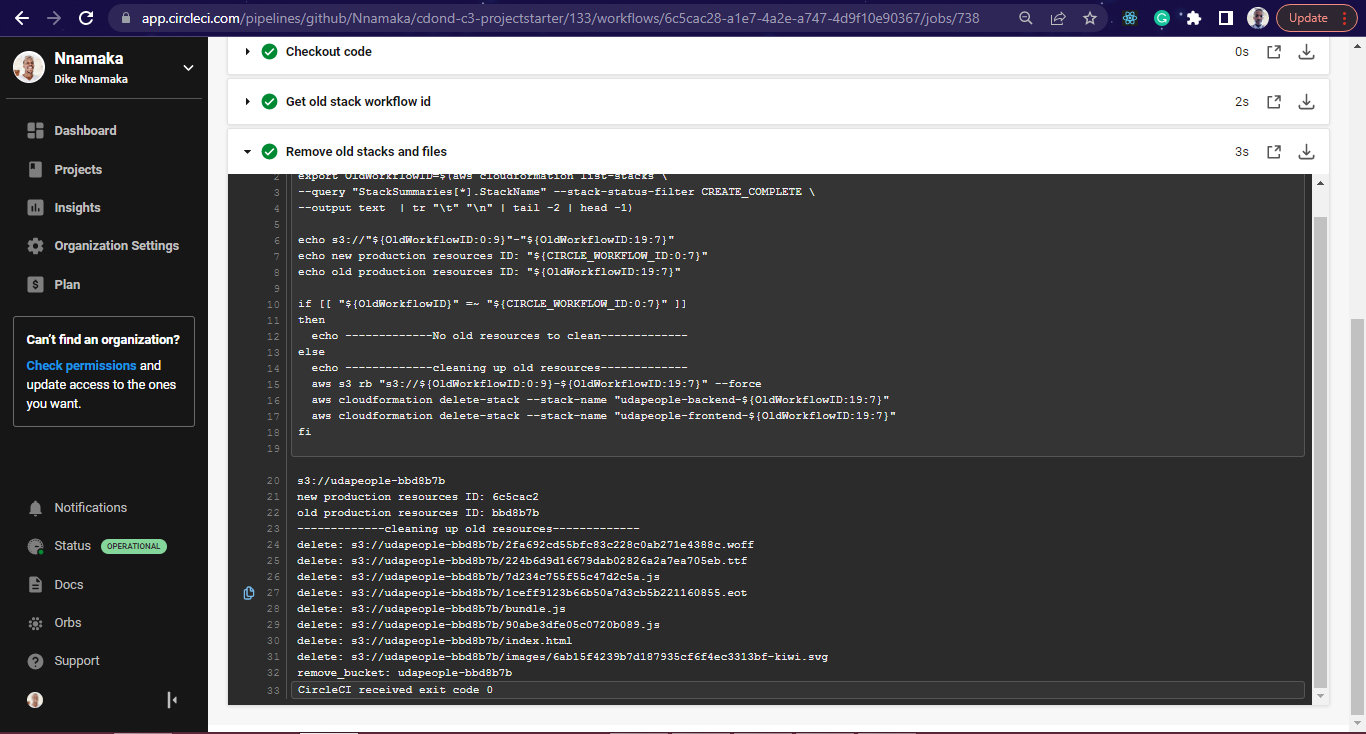 app.circleci.com/pipelines/github/Nnamaka/cdond-c3-projectstarter/133/workflows/6c5cac28-a1e7-4a2e-a747-4d9f10e90367/jobs/738
Update
Nnamaka
Dike Nnamaka
Dashboard
Projects
Insights
Organization Settings
Plan
Can't find an organization?
Check permissions and
update access to the ones
you want.
Notifications
Status OPERATIONAL
Docs
Orbs
Support
Checkout code 0s
Get old stack workflow id 2s
Remove old stacks and files 3s
2 export OldWorkflowID=$(aws cloudformation list-stacks \
3 --query "StackSummaries[*].StackName" --stack-status-filter CREATE_COMPLETE \
4 --output text  | tr "\t" "\n" | tail -2 | head -1)
5
6 echo s3://"${OldWorkflowID:0:9}"-"${OldWorkflowID:19:7}"
7 echo new production resources ID: "${CIRCLE_WORKFLOW_ID:0:7}"
8 echo old production resources ID: "${OldWorkflowID:19:7}"
9
10 if [[ "${OldWorkflowID}" =~ "${CIRCLE_WORKFLOW_ID:0:7}" ]]
11 then
12   echo -------------No old resources to clean-------------
13 else
14   echo -------------cleaning up old resources-------------
15   aws s3 rb "s3://${OldWorkflowID:0:9}-${OldWorkflowID:19:7}" --force
16   aws cloudformation delete-stack --stack-name "udapeople-backend-${OldWorkflowID:19:7}"
17   aws cloudformation delete-stack --stack-name "udapeople-frontend-${OldWorkflowID:19:7}"
18 fi
19
20 s3://udapeople-bbd8b7b
21 new production resources ID: 6c5cac2
22 old production resources ID: bbd8b7b
23 -------------cleaning up old resources-------------
24 delete: s3://udapeople-bbd8b7b/2fa692cd55bfc83c228c0ab271e4388c.woff
25 delete: s3://udapeople-bbd8b7b/224b6d9d16679dab02826a2a7ea705eb.ttf
26 delete: s3://udapeople-bbd8b7b/7d234c755f55c47d2c5a.js
27 delete: s3://udapeople-bbd8b7b/1ceff9123b66b50a7d3cb5b221160855.eot
28 delete: s3://udapeople-bbd8b7b/bundle.js
29 delete: s3://udapeople-bbd8b7b/90abe3dfe05c0720b089.js
30 delete: s3://udapeople-bbd8b7b/index.html
31 delete: s3://udapeople-bbd8b7b/images/6ab15f4239b7d187935cf6f4ec3313bf-kiwi.svg
32 remove_bucket: udapeople-bbd8b7b
33 CircleCI received exit code 0